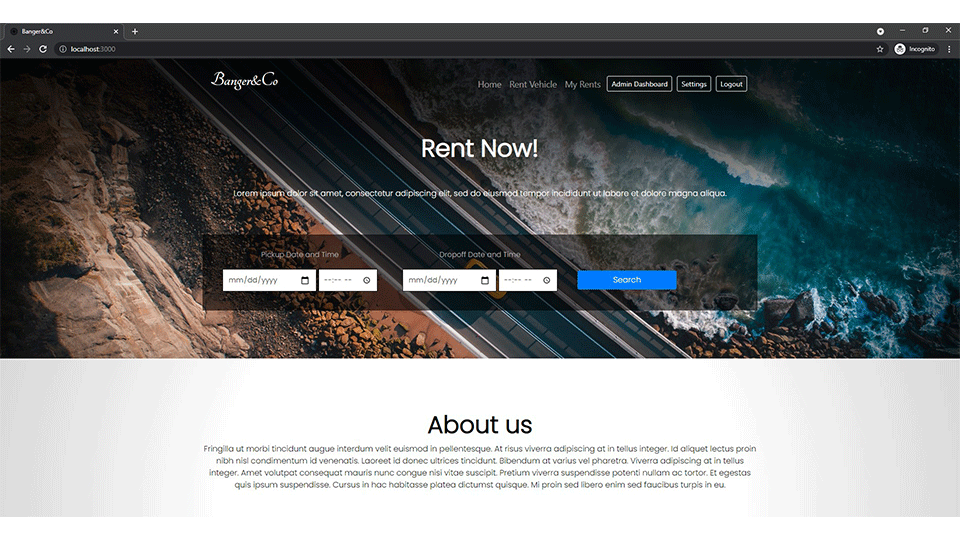 Banger&Co
localhost:3000
Incognito
Banger&Co
Home Rent Vehicle My Rents Admin Dashboard Settings Logout
Rent Now!
Lorem ipsum dolor sit amet, consectetur adipiscing elit, sed do eiusmod tempor incididunt ut labore et dolore magna aliqua.
Pickup Date and Time Dropoff Date and Time
mm/dd/yyyy --:-- -- mm/dd/yyyy --:-- -- Search
About us
Fringilla ut morbi tincidunt augue interdum velit euismod in pellentesque. At risus viverra adipiscing at in tellus integer. Id aliquet lectus proin
nibh nisl condimentum id venenatis. Laoreet id donec ultrices tincidunt. Bibendum at varius vel pharetra. Viverra adipiscing at in tellus
integer. Amet volutpat consequat mauris nunc congue nisi vitae suscipit. Pretium viverra suspendisse potenti nullam ac tortor. Et egestas
quis ipsum suspendisse. Cursus in hac habitasse platea dictumst quisque. Mi proin sed libero enim sed faucibus turpis in eu.